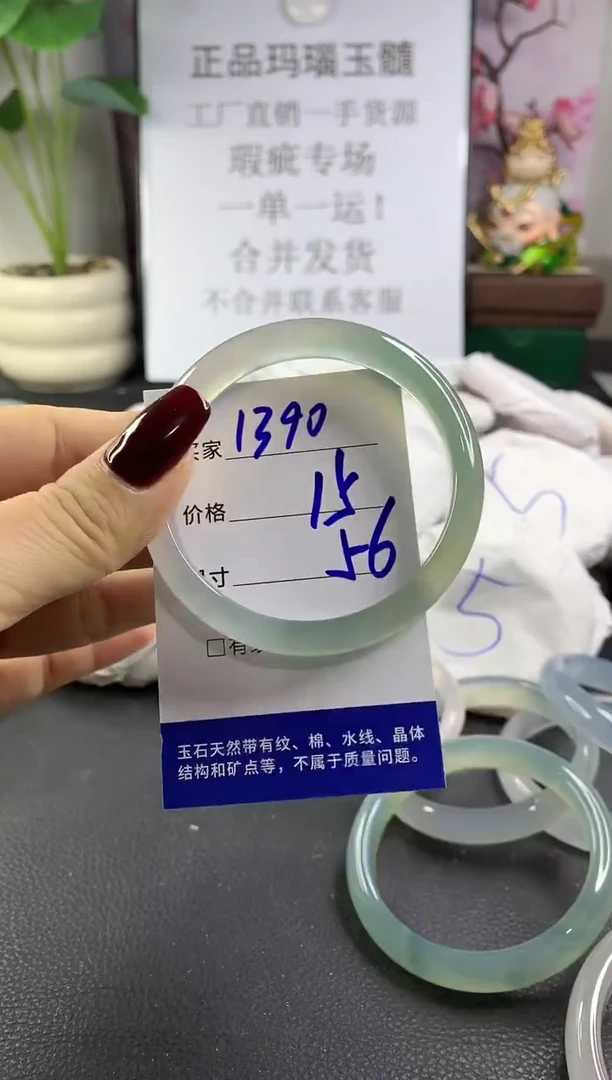 正品玛瑙玉髓
工厂直销一手货源
瑕疵专场
一单一运！
合并发货
不合并联系客服
家 1390
价格 15
寸 56
□有
玉石天然带有纹、棉、水线、晶体
结构和矿点等，不属于质量问题。
5
5